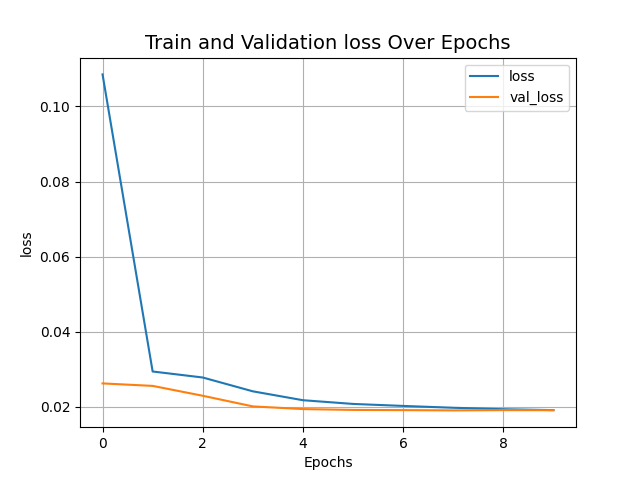 Train and Validation loss Over Epochs
loss
val_loss
0.10
0.08
0.06
0.04
0.02
loss
0 2 4 6 8
Epochs